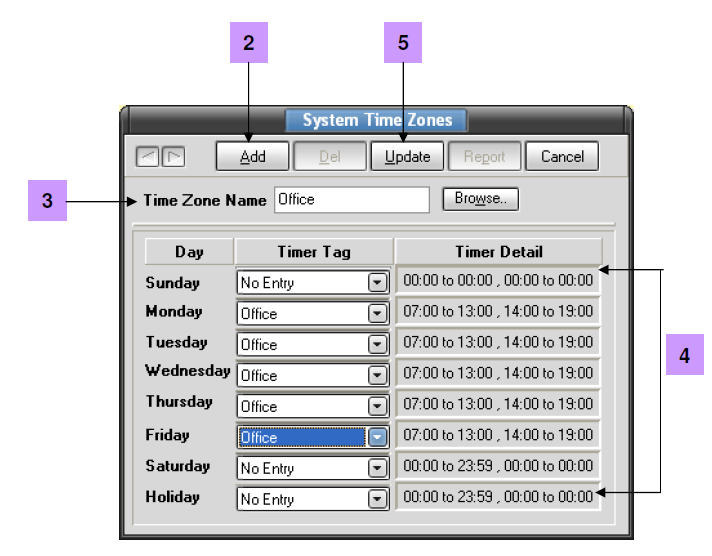 2 5
System Time Zones
Add Del Update Report Cancel
3 Time Zone Name Office Browse..
Day Timer Tag Timer Detail
Sunday No Entry 00:00 to 00:00 , 00:00 to 00:00
Monday Office 07:00 to 13:00 , 14:00 to 19:00
Tuesday Office 07:00 to 13:00 , 14:00 to 19:00
4
Wednesday Office 07:00 to 13:00 , 14:00 to 19:00
Thursday Office 07:00 to 13:00 , 14:00 to 19:00
Friday Office 07:00 to 13:00 , 14:00 to 19:00
Saturday No Entry 00:00 to 23:59 , 00:00 to 00:00
Holiday No Entry 00:00 to 23:59 , 00:00 to 00:00